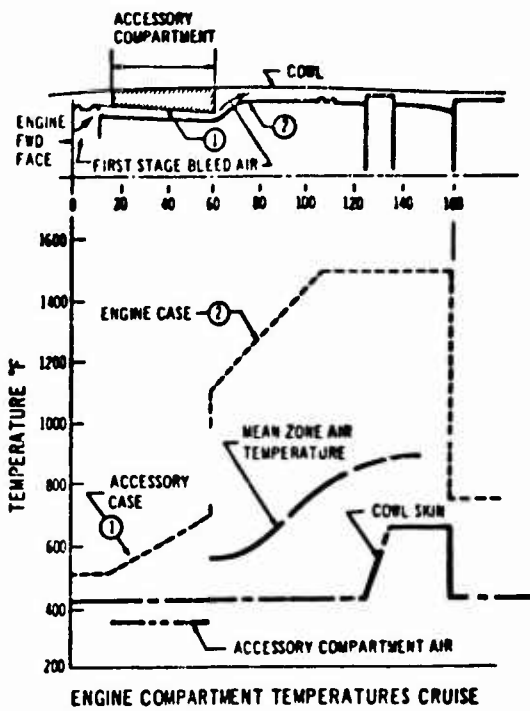 ACCESSORY
COMPARTMENT
COWL
ENGINE
FWD
FACE
1
2
FIRST STAGE BLEED AIR
0 20 40 60 80 100 120 140 160
1600
1400
1200
1000
800
600
400
200
TEMPERATURE °F
ENGINE CASE 2
MEAN ZONE AIR
TEMPERATURE
ACCESSORY
CASE
1
COWL SKIN
ACCESSORY COMPARTMENT AIR
ENGINE COMPARTMENT TEMPERATURES CRUISE